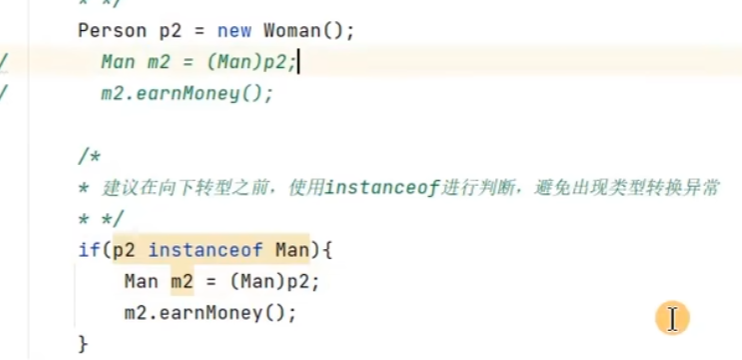 * */
Person p2 = new Woman();
/ Man m2 = (Man)p2;
/ m2.earnMoney();
/*
* 建议在向下转型之前，使用instanceof进行判断，避免出现类型转换异常
* */
if(p2 instanceof Man){
Man m2 = (Man)p2;
m2.earnMoney();
}